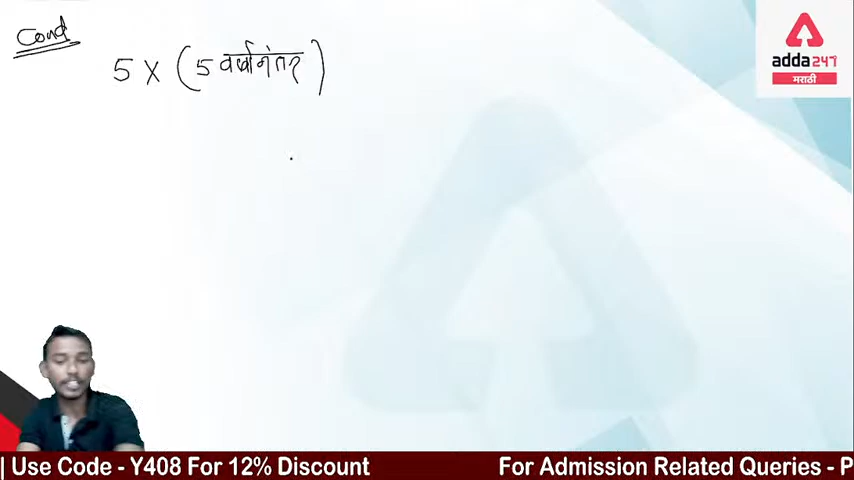 Cond
5 × (5 वर्षानंतर)
adda247
मराठी
| Use Code - Y408 For 12% Discount
For Admission Related Queries - P